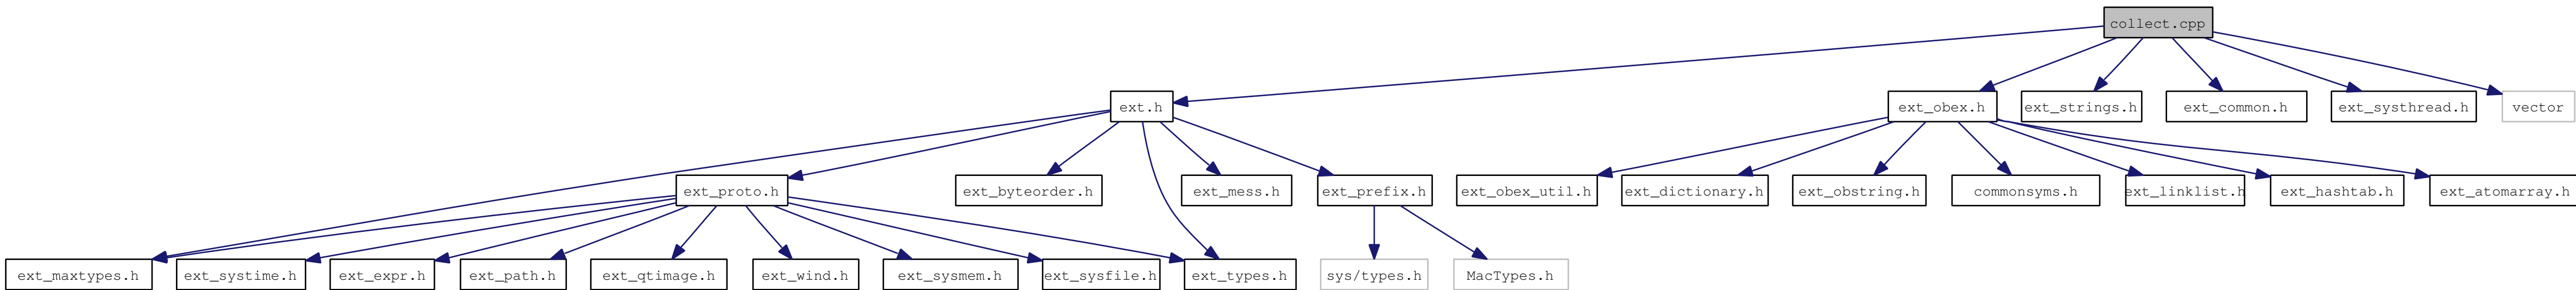 collect.cpp
ext.h
ext_obex.h
ext_strings.h
ext_common.h
ext_systhread.h
vector
ext_proto.h
ext_byteorder.h
ext_mess.h
ext_prefix.h
ext_obex_util.h
ext_dictionary.h
ext_obstring.h
commonsyms.h
ext_linklist.h
ext_hashtab.h
ext_atomarray.h
ext_maxtypes.h
ext_systime.h
ext_expr.h
ext_path.h
ext_qtimage.h
ext_wind.h
ext_sysmem.h
ext_sysfile.h
ext_types.h
sys/types.h
MacTypes.h